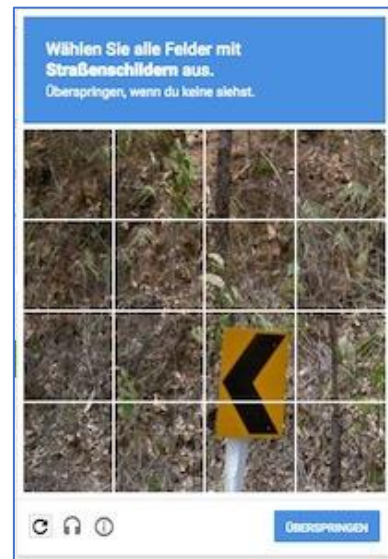 Wählen Sie alle Felder mit
Straßenschildern aus.
Überspringen, wenn du keine siehst.
ÜBERSPRINGEN